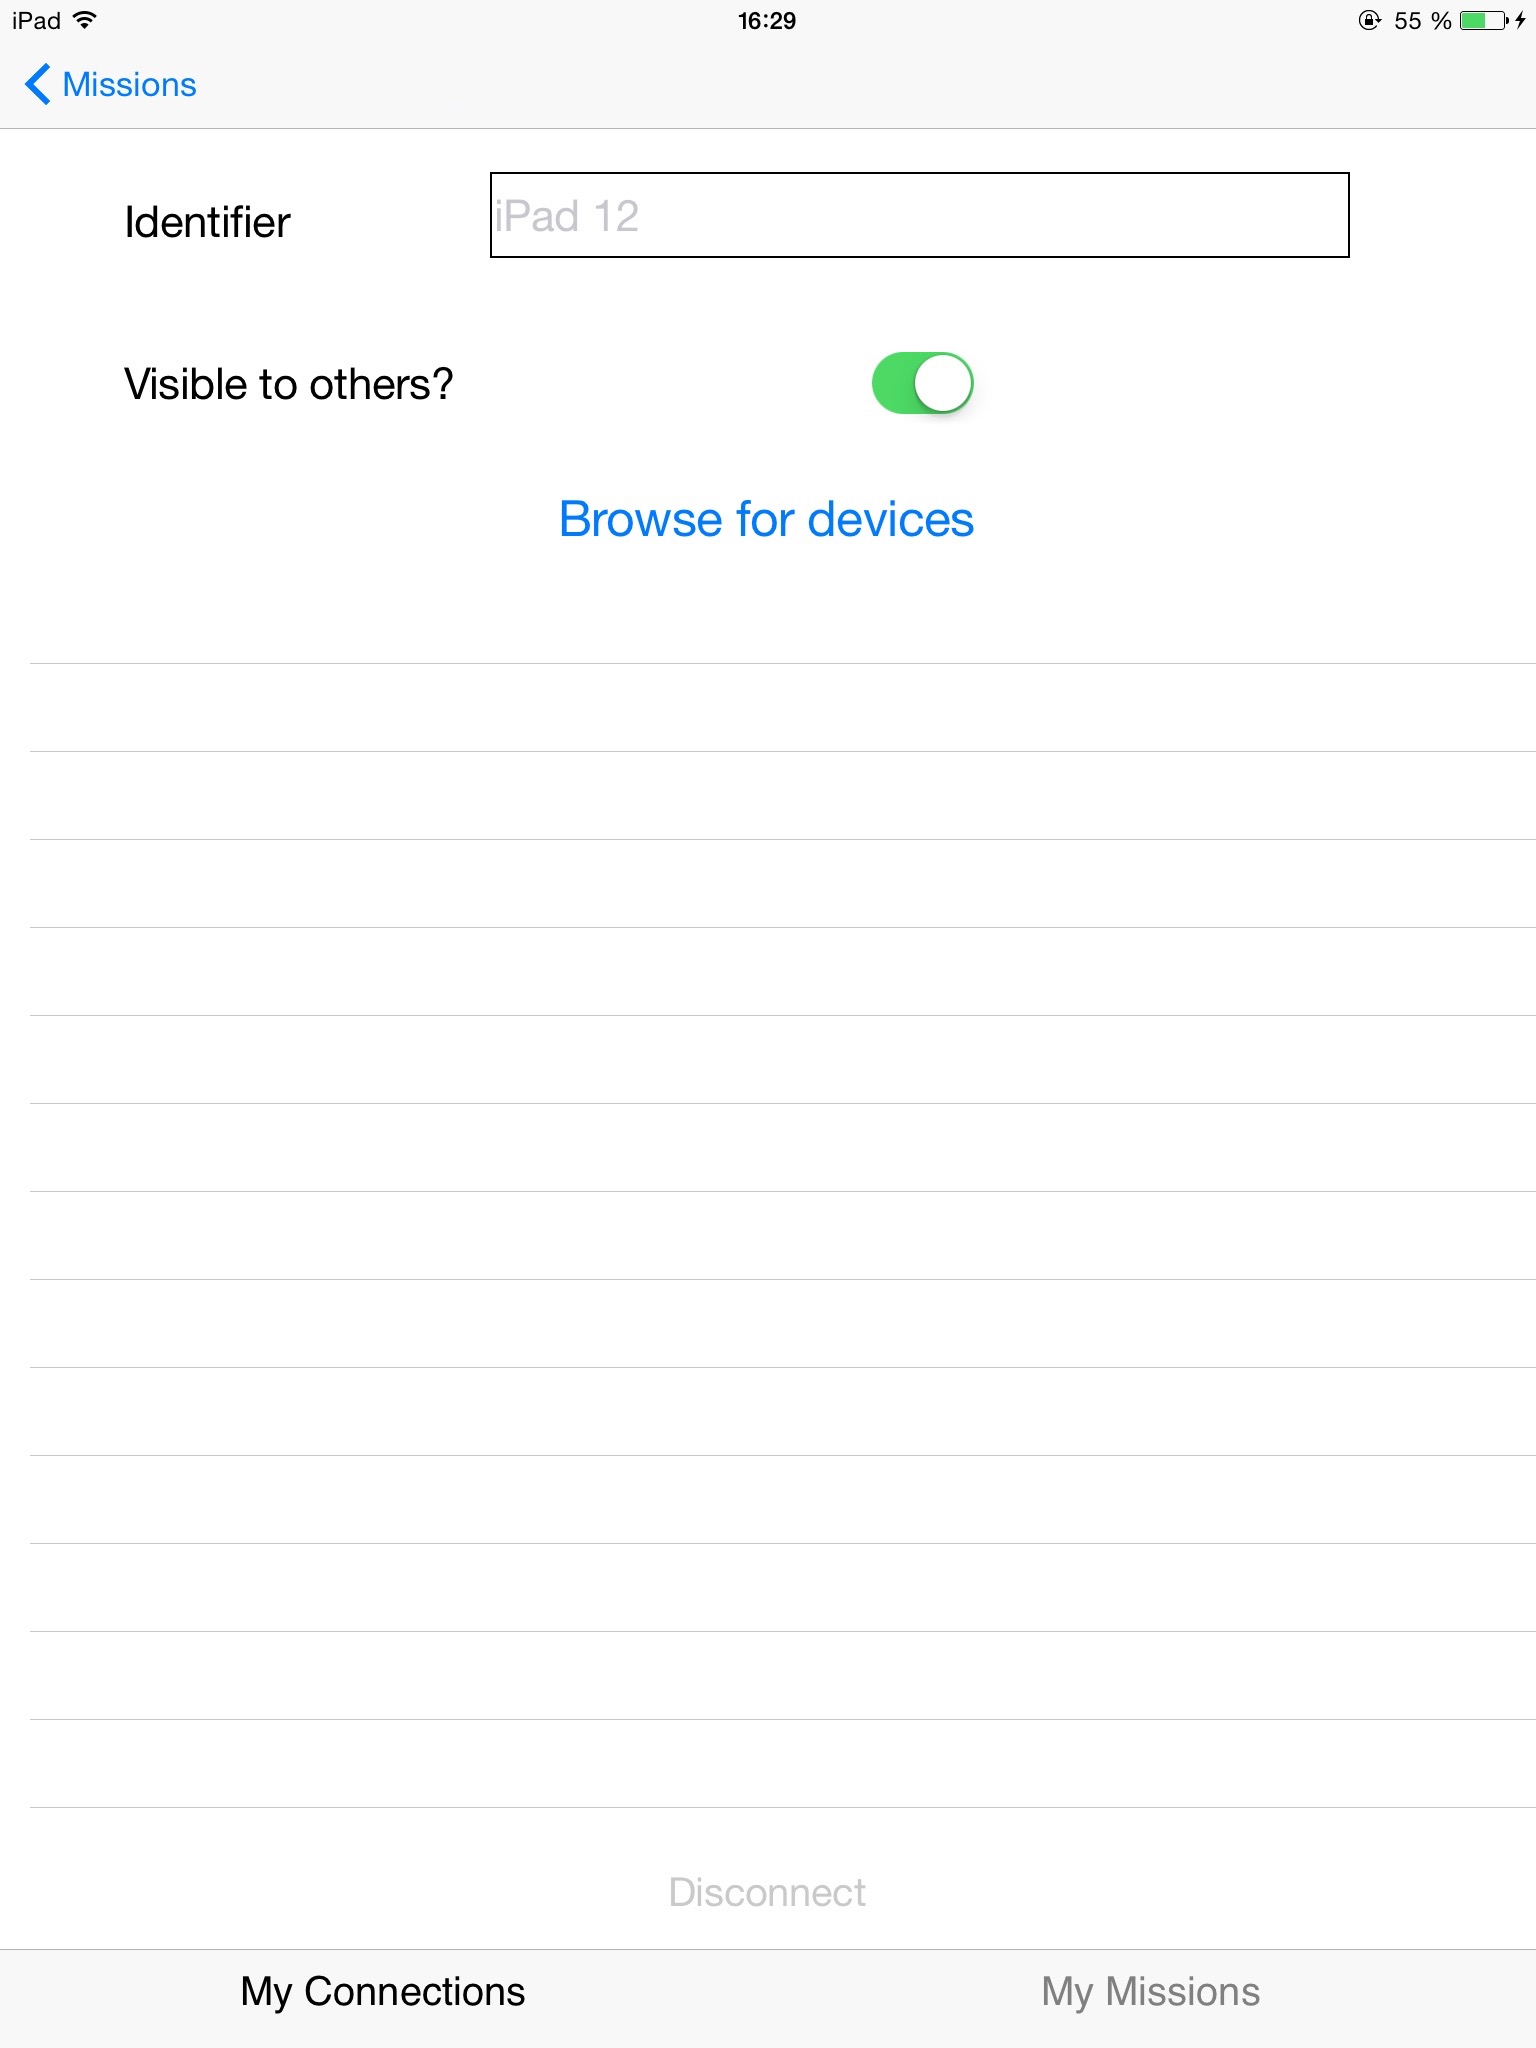 iPad 16:29 55 %
Missions
Identifier iPad 12
Visible to others?
Browse for devices
Disconnect
My Connections My Missions